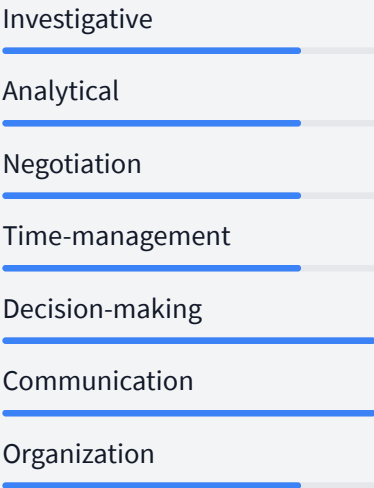 Investigative
Analytical
Negotiation
Time-management
Decision-making
Communication
Organization